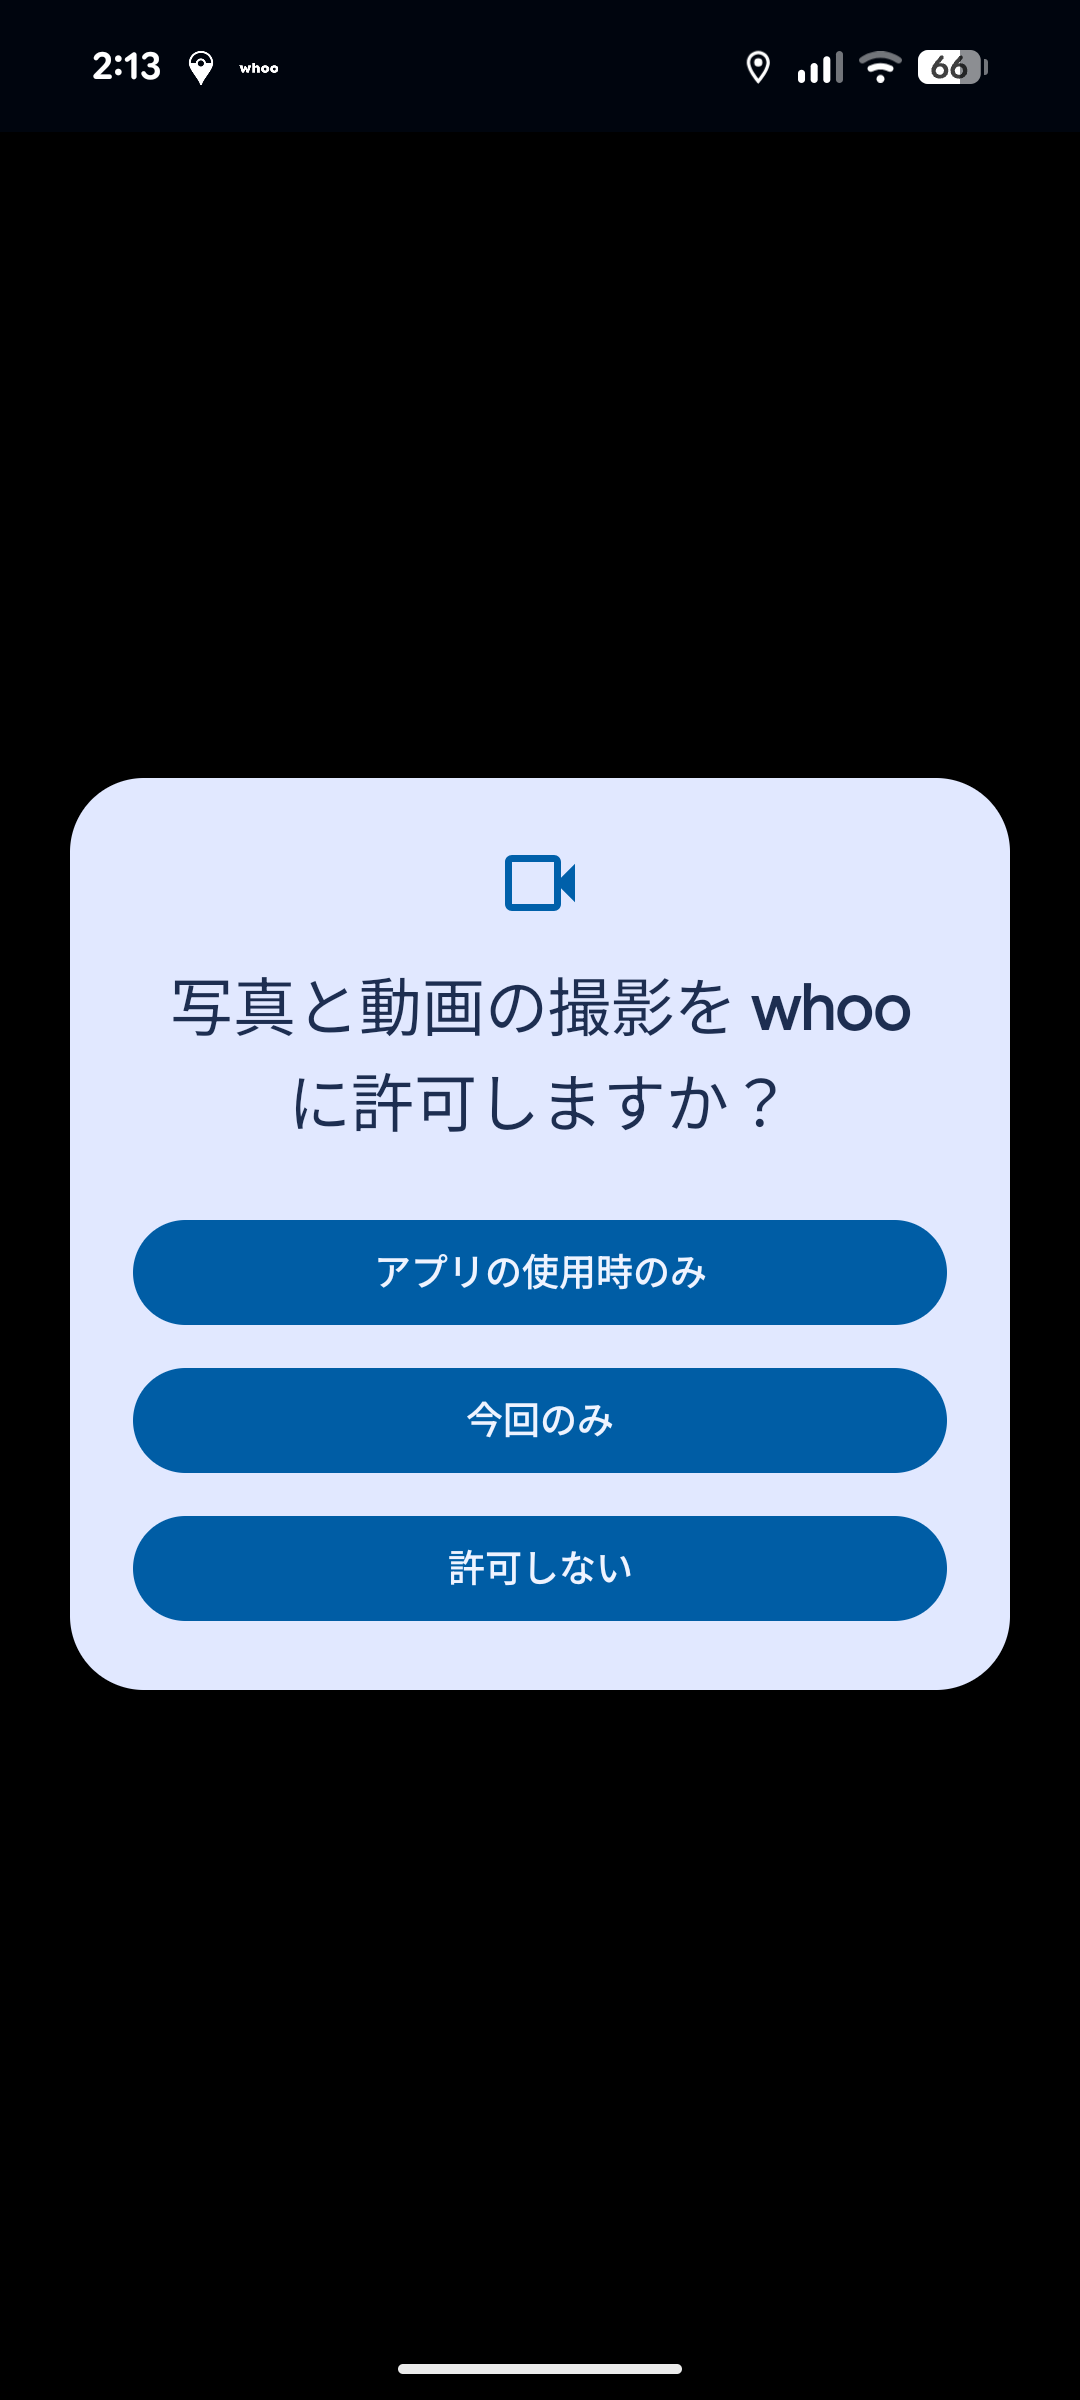 2:13 whoo 66
写真と動画の撮影を whoo
に許可しますか？
アプリの使用時のみ
今回のみ
許可しない